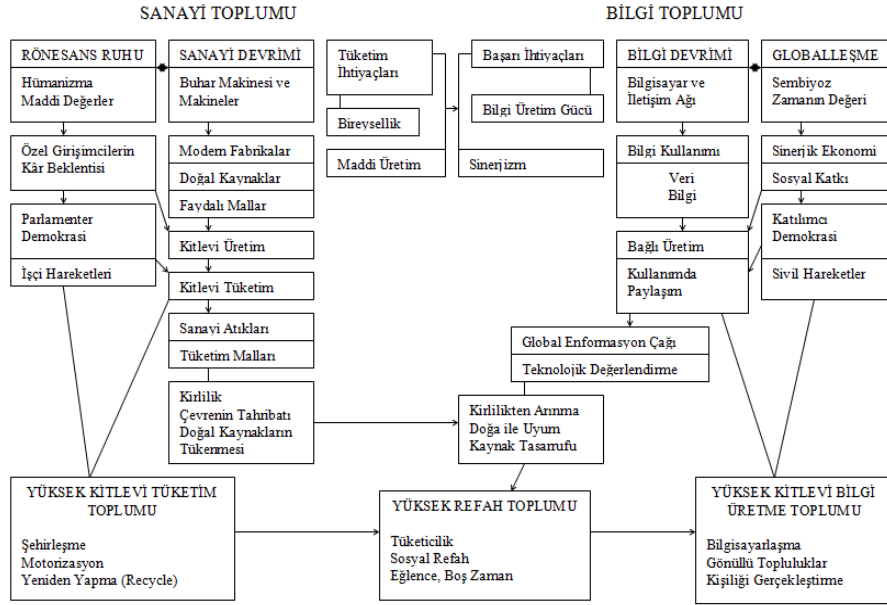 SANAYİ TOPLUMU
BİLGİ TOPLUMU
RÖNESANS RUHU
Hümanizma
Maddi Değerler
SANAYİ DEVRİMİ
Buhar Makinesi ve
Makineler
Tüketim
İhtiyaçları
Bireysellik
Maddi Üretim
Başarı İhtiyaçları
Bilgi Üretim Gücü
Sinerjizm
BİLGİ DEVRİMİ
Bilgisayar ve
İletişim Ağı
GLOBALLEŞME
Sembiyoz
Zamanın Değeri
Özel Girişimcilerin
Kâr Beklentisi
Modern Fabrikalar
Doğal Kaynaklar
Faydalı Mallar
Bilgi Kullanımı
Veri
Bilgi
Sinerjik Ekonomi
Sosyal Katkı
Parlamenter
Demokrasi
İşçi Hareketleri
Kitlevi Üretim
Kitlevi Tüketim
Bağlı Üretim
Kullanımda
Paylaşım
Katılımcı
Demokrasi
Sivil Hareketler
Sanayi Atıkları
Tüketim Malları
Global Enformasyon Çağı
Teknolojik Değerlendirme
Kirlilik
Çevrenin Tahribatı
Doğal Kaynakların
Tükenmesi
Kirlilikten Arınma
Doğa ile Uyum
Kaynak Tasarrufu
YÜKSEK KİTLEVİ TÜKETİM
TOPLUMU
Şehirleşme
Motorizasyon
Yeniden Yapma (Recycle)
YÜKSEK REFAH TOPLUMU
Tüketicilik
Sosyal Refah
Eğlence, Boş Zaman
YÜKSEK KİTLEVİ BİLGİ
ÜRETME TOPLUMU
Bilgisayarlaşma
Gönüllü Topluluklar
Kişiliği Gerçekleştirme